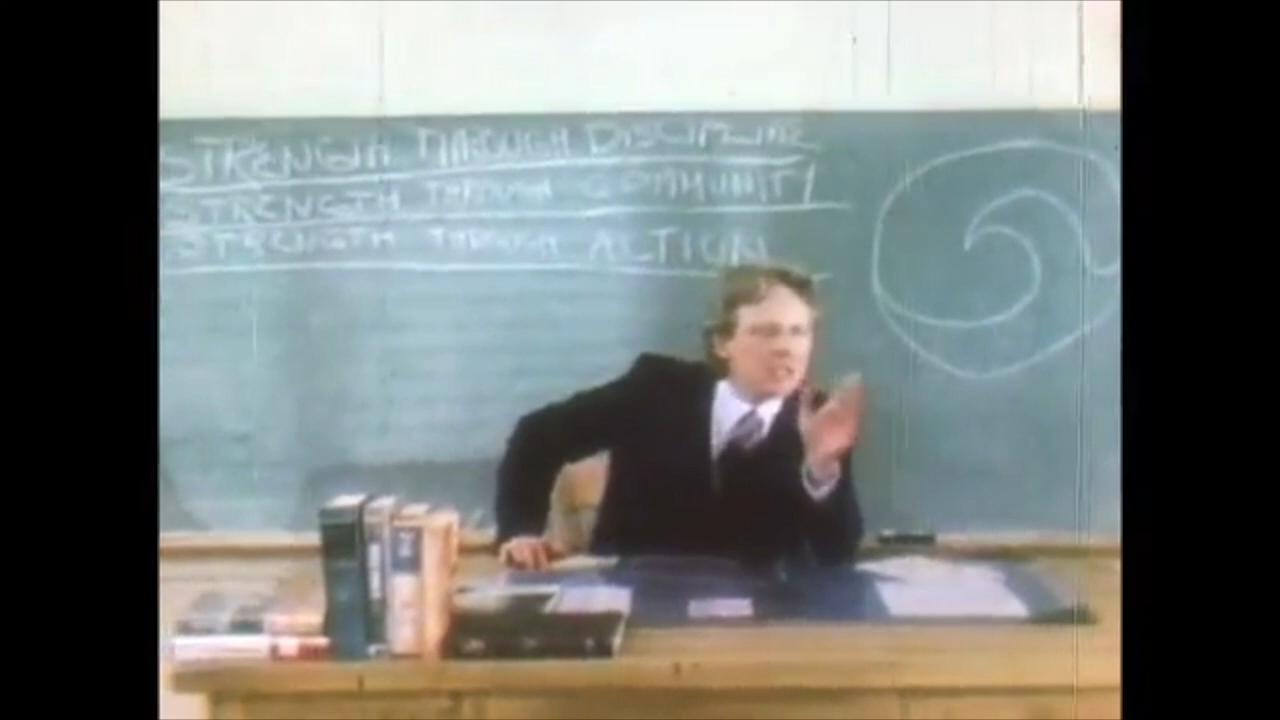 STRENGTH THROUGH DISCIPLINE
STRENGTH THROUGH COMMUNITY
STRENGTH THROUGH ACTION